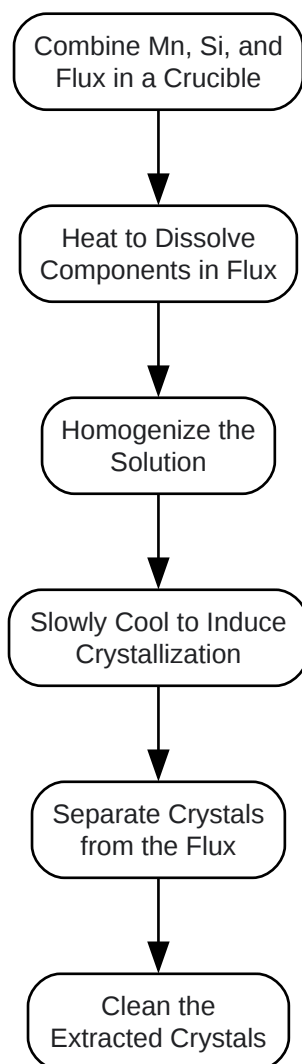 Combine Mn, Si, and
Flux in a Crucible
Heat to Dissolve
Components in Flux
Homogenize the
Solution
Slowly Cool to Induce
Crystallization
Separate Crystals
from the Flux
Clean the
Extracted Crystals